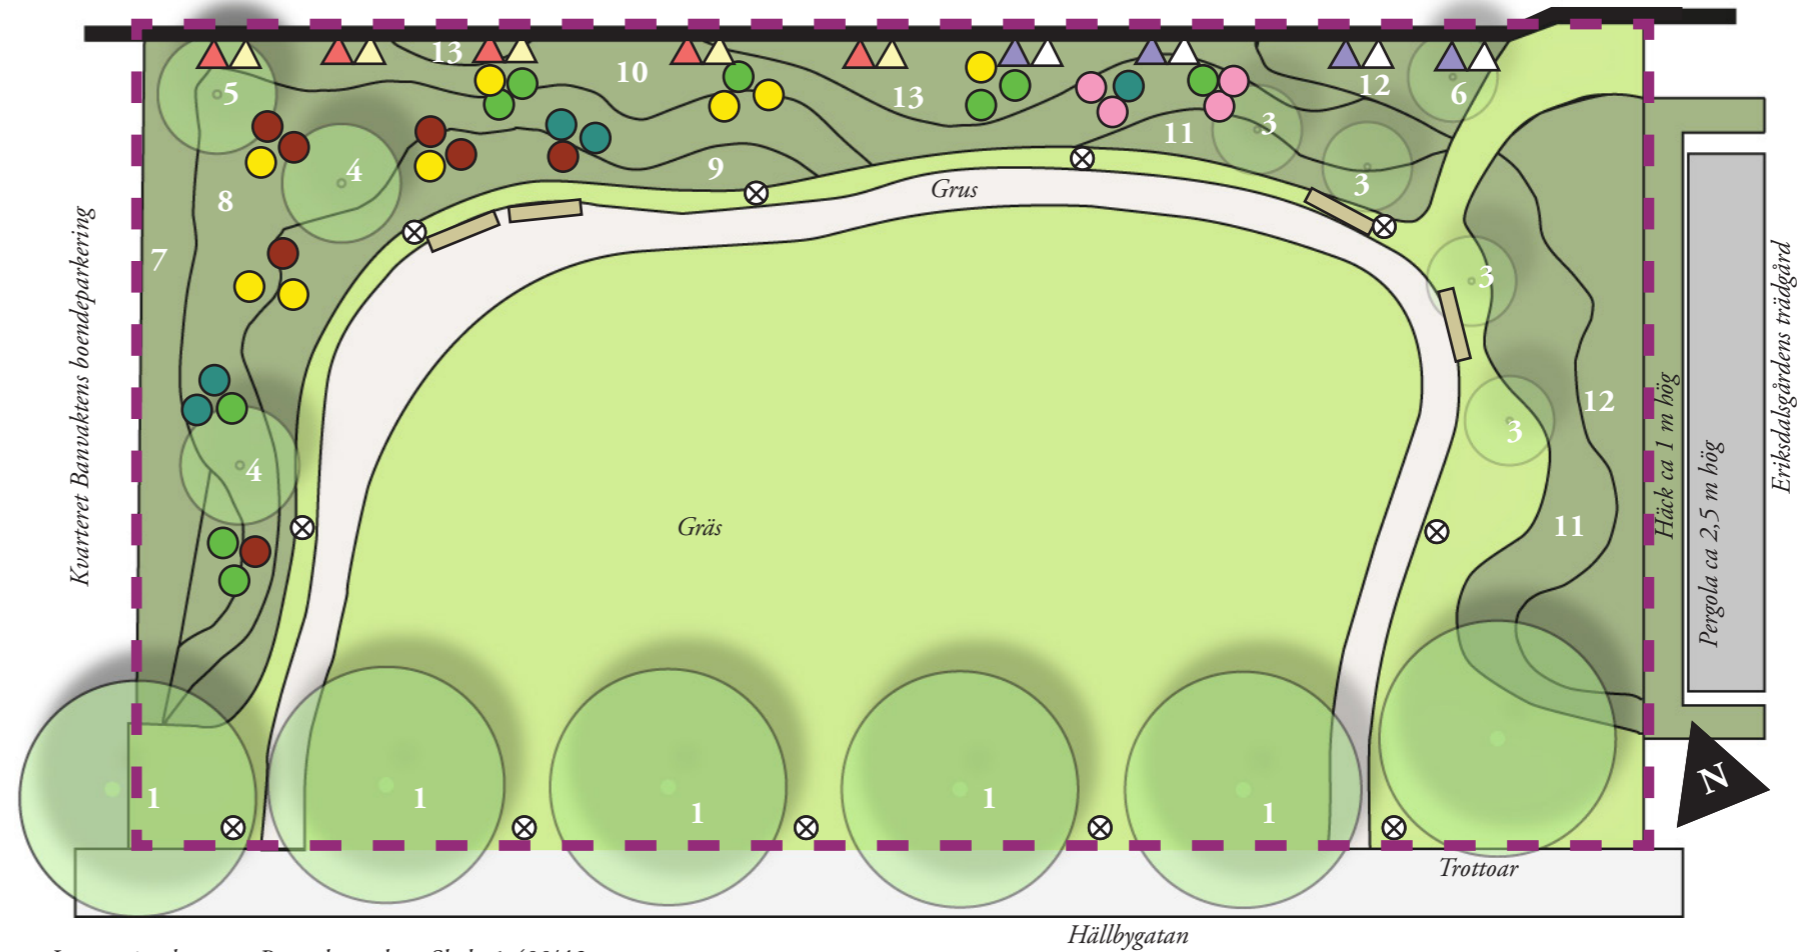 13
10
12
5
6
13
3
11
4
9
3
8
Grus
7
3
Kvarteret Banvaktens boendeparkering
Eriksdalsgårdens trädgård
12
Häck ca 1 m hög
3
4
Pergola ca 2,5 m hög
Gräs
11
N
1
1
1
1
1
Trottoar
Hällbygatan